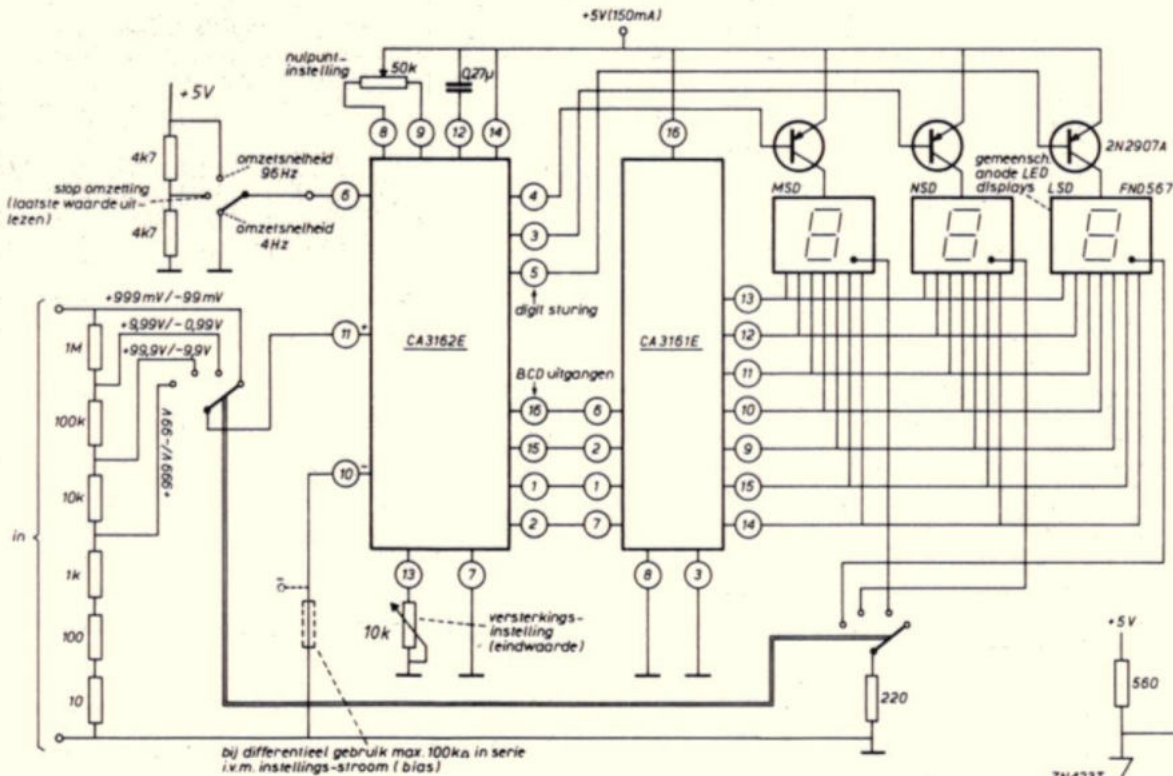 +5V(150mA)
nulpunt-
instelling
50k
0,27µ
8
9
12
14
16
+5V
4k7
omzetsnelheid
96Hz
stop omzetting
(laatste waarde uit-
lezen)
4k7
omzetsnelheid
4Hz
6
4
3
5
digit sturing
2N2907A
gemeensch.
anode LED
displays
MSD
NSD
LSD
FND567
8
8
8
+999mV/-99mV
+9,99V/-0,99V
+99,9V/-9,9V
+999V/-99V
in
1M
100k
10k
1k
100
10
11
+
10
-
CA3162E
CA3161E
BCD uitgangen
16
6
15
2
1
1
2
7
13
12
11
10
9
15
14
13
7
8
3
10k
versterkings-
instelling
(eindwaarde)
220
+5V
560
bij differentieel gebruik max. 100kΩ in serie
i.v.m. instellings-stroom (bias)